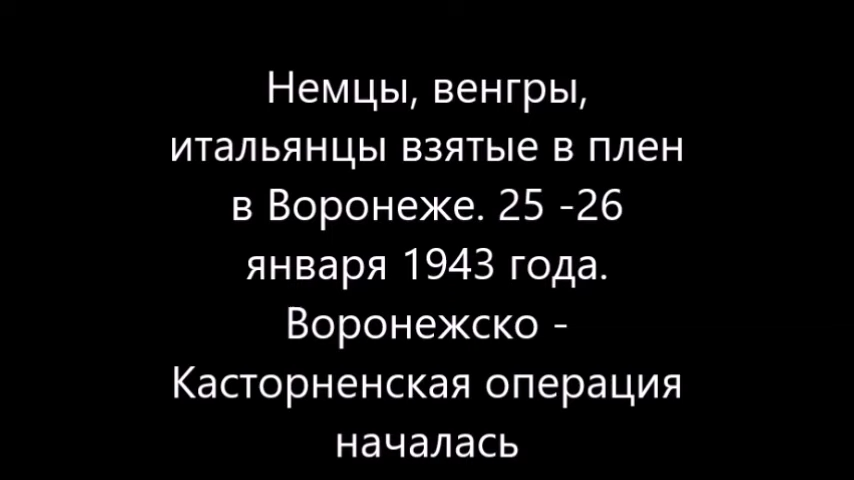 Немцы, венгры,
итальянцы взятые в плен
в Воронеже. 25 -26
января 1943 года.
Воронежско -
Касторненская операция
началась